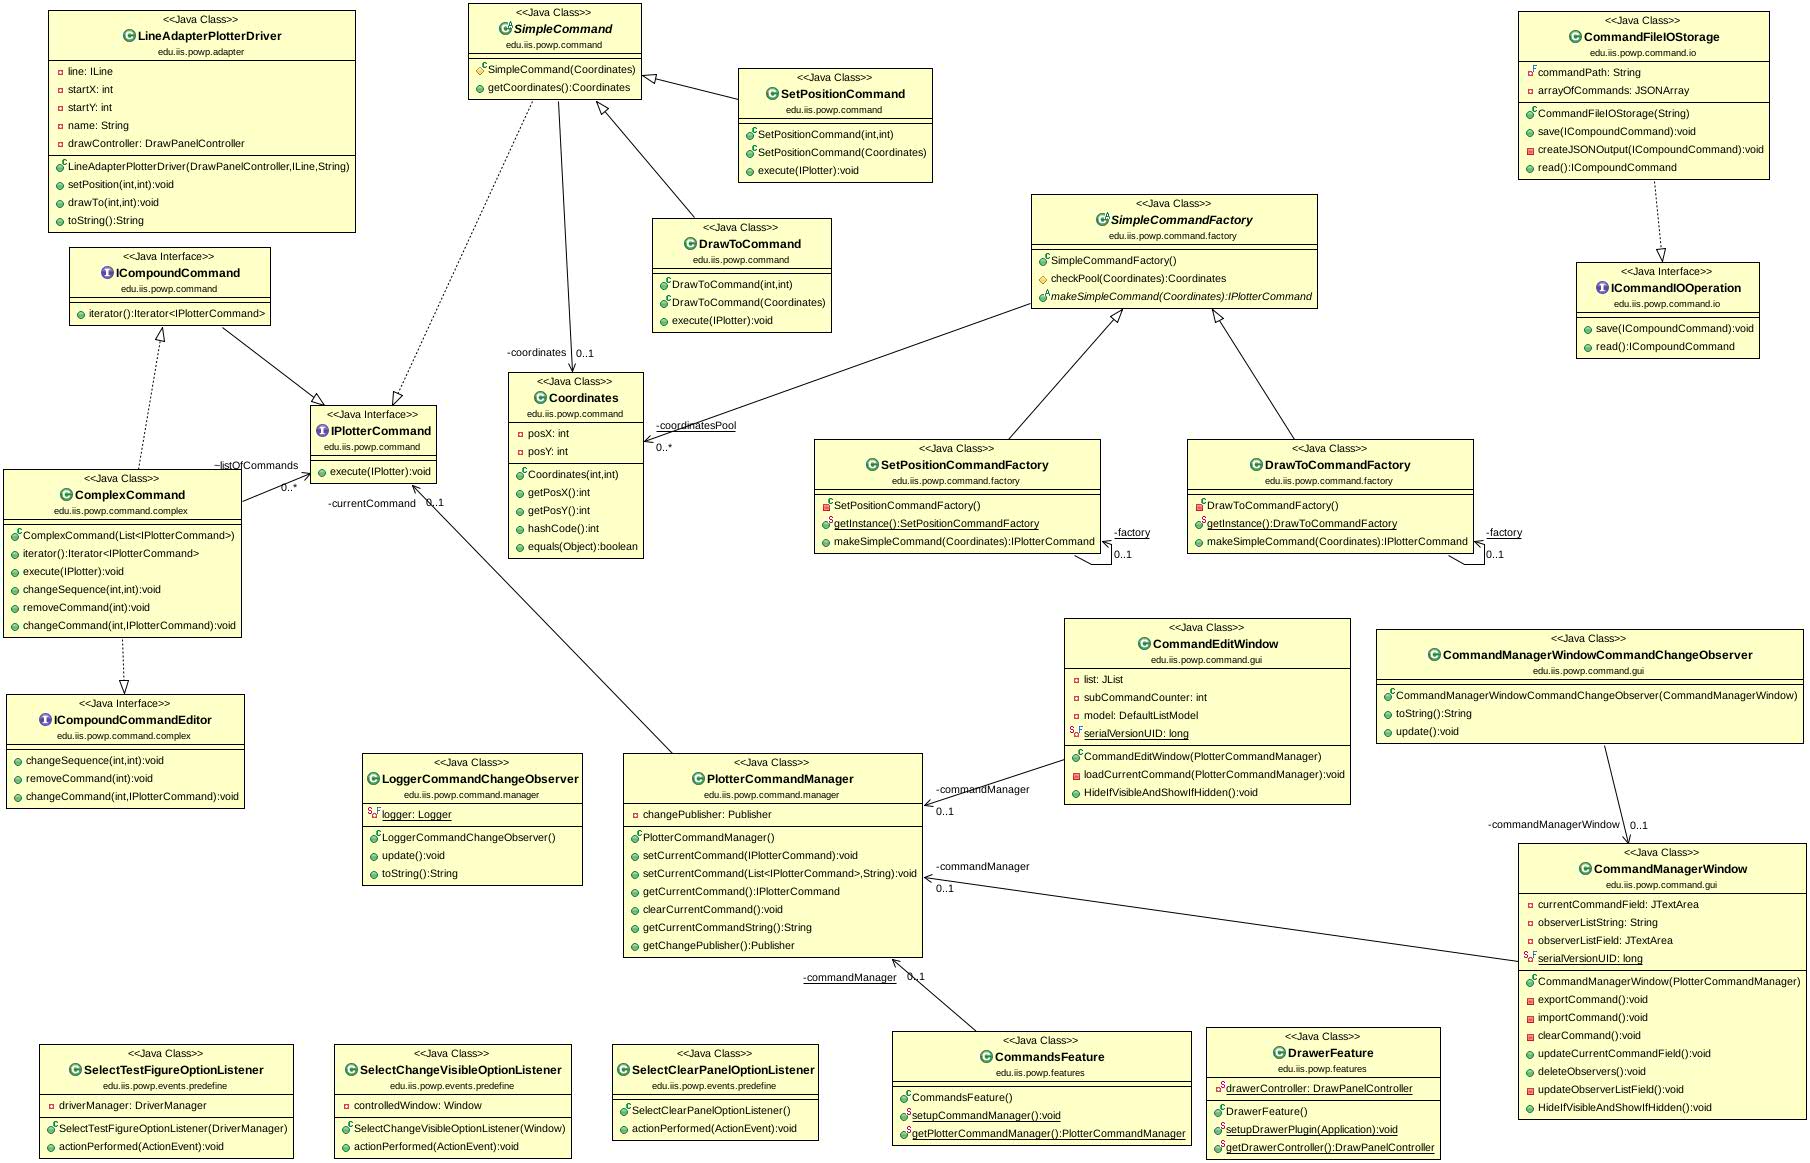 <<Java Class>>
LineAdapterPlotterDriver
edu.iis.powp.adapter
line: ILine
startX: int
startY: int
name: String
drawController: DrawPanelController
LineAdapterPlotterDriver(DrawPanelController,ILine,String)
setPosition(int,int):void
drawTo(int,int):void
toString():String
<<Java Class>>
SimpleCommand
edu.iis.powp.command
SimpleCommand(Coordinates)
getCoordinates():Coordinates
<<Java Class>>
SetPositionCommand
edu.iis.powp.command
SetPositionCommand(int,int)
SetPositionCommand(Coordinates)
execute(IPlotter):void
<<Java Class>>
CommandFileIOStorage
edu.iis.powp.command.io
commandPath: String
arrayOfCommands: JSONArray
CommandFileIOStorage(String)
save(ICompoundCommand):void
createJSONOutput(ICompoundCommand):void
read():ICompoundCommand
<<Java Class>>
DrawToCommand
edu.iis.powp.command
DrawToCommand(int,int)
DrawToCommand(Coordinates)
execute(IPlotter):void
<<Java Class>>
SimpleCommandFactory
edu.iis.powp.command.factory
SimpleCommandFactory()
checkPool(Coordinates):Coordinates
makeSimpleCommand(Coordinates):IPlotterCommand
<<Java Interface>>
ICompoundCommand
edu.iis.powp.command
iterator():Iterator<IPlotterCommand>
<<Java Interface>>
ICommandIOOperation
edu.iis.powp.command.io
save(ICompoundCommand):void
read():ICompoundCommand
-coordinates
0..1
<<Java Class>>
Coordinates
edu.iis.powp.command
posX: int
posY: int
Coordinates(int,int)
getPosX():int
getPosY():int
hashCode():int
equals(Object):boolean
-coordinatesPool
0..*
<<Java Interface>>
IPlotterCommand
edu.iis.powp.command
execute(IPlotter):void
~listOfCommands
0..*
-currentCommand
0..1
<<Java Class>>
SetPositionCommandFactory
edu.iis.powp.command.factory
SetPositionCommandFactory()
getInstance():SetPositionCommandFactory
makeSimpleCommand(Coordinates):IPlotterCommand
-factory
0..1
<<Java Class>>
DrawToCommandFactory
edu.iis.powp.command.factory
DrawToCommandFactory()
getInstance():DrawToCommandFactory
makeSimpleCommand(Coordinates):IPlotterCommand
-factory
0..1
<<Java Class>>
ComplexCommand
edu.iis.powp.command.complex
ComplexCommand(List<IPlotterCommand>)
iterator():Iterator<IPlotterCommand>
execute(IPlotter):void
changeSequence(int,int):void
removeCommand(int):void
changeCommand(int,IPlotterCommand):void
<<Java Interface>>
ICompoundCommandEditor
edu.iis.powp.command.complex
changeSequence(int,int):void
removeCommand(int):void
changeCommand(int,IPlotterCommand):void
<<Java Class>>
CommandEditWindow
edu.iis.powp.command.gui
list: JList
subCommandCounter: int
model: DefaultListModel
serialVersionUID: long
CommandEditWindow(PlotterCommandManager)
loadCurrentCommand(PlotterCommandManager):void
HideIfVisibleAndShowIfHidden():void
<<Java Class>>
CommandManagerWindowCommandChangeObserver
edu.iis.powp.command.gui
CommandManagerWindowCommandChangeObserver(CommandManagerWindow)
toString():String
update():void
<<Java Class>>
LoggerCommandChangeObserver
edu.iis.powp.command.manager
logger: Logger
LoggerCommandChangeObserver()
update():void
toString():String
<<Java Class>>
PlotterCommandManager
edu.iis.powp.command.manager
changePublisher: Publisher
PlotterCommandManager()
setCurrentCommand(IPlotterCommand):void
setCurrentCommand(List<IPlotterCommand>,String):void
getCurrentCommand():IPlotterCommand
clearCurrentCommand():void
getCurrentCommandString():String
getChangePublisher():Publisher
-commandManager
0..1
-commandManager
0..1
-commandManager
0..1
-commandManagerWindow
0..1
<<Java Class>>
CommandManagerWindow
edu.iis.powp.command.gui
currentCommandField: JTextArea
observerListString: String
observerListField: JTextArea
serialVersionUID: long
CommandManagerWindow(PlotterCommandManager)
exportCommand():void
importCommand():void
clearCommand():void
updateCurrentCommandField():void
deleteObservers():void
updateObserverListField():void
HideIfVisibleAndShowIfHidden():void
<<Java Class>>
SelectTestFigureOptionListener
edu.iis.powp.events.predefine
driverManager: DriverManager
SelectTestFigureOptionListener(DriverManager)
actionPerformed(ActionEvent):void
<<Java Class>>
SelectChangeVisibleOptionListener
edu.iis.powp.events.predefine
controlledWindow: Window
SelectChangeVisibleOptionListener(Window)
actionPerformed(ActionEvent):void
<<Java Class>>
SelectClearPanelOptionListener
edu.iis.powp.events.predefine
SelectClearPanelOptionListener()
actionPerformed(ActionEvent):void
<<Java Class>>
CommandsFeature
edu.iis.powp.features
CommandsFeature()
setupCommandManager():void
getPlotterCommandManager():PlotterCommandManager
<<Java Class>>
DrawerFeature
edu.iis.powp.features
drawerController: DrawPanelController
DrawerFeature()
setupDrawerPlugin(Application):void
getDrawerController():DrawPanelController